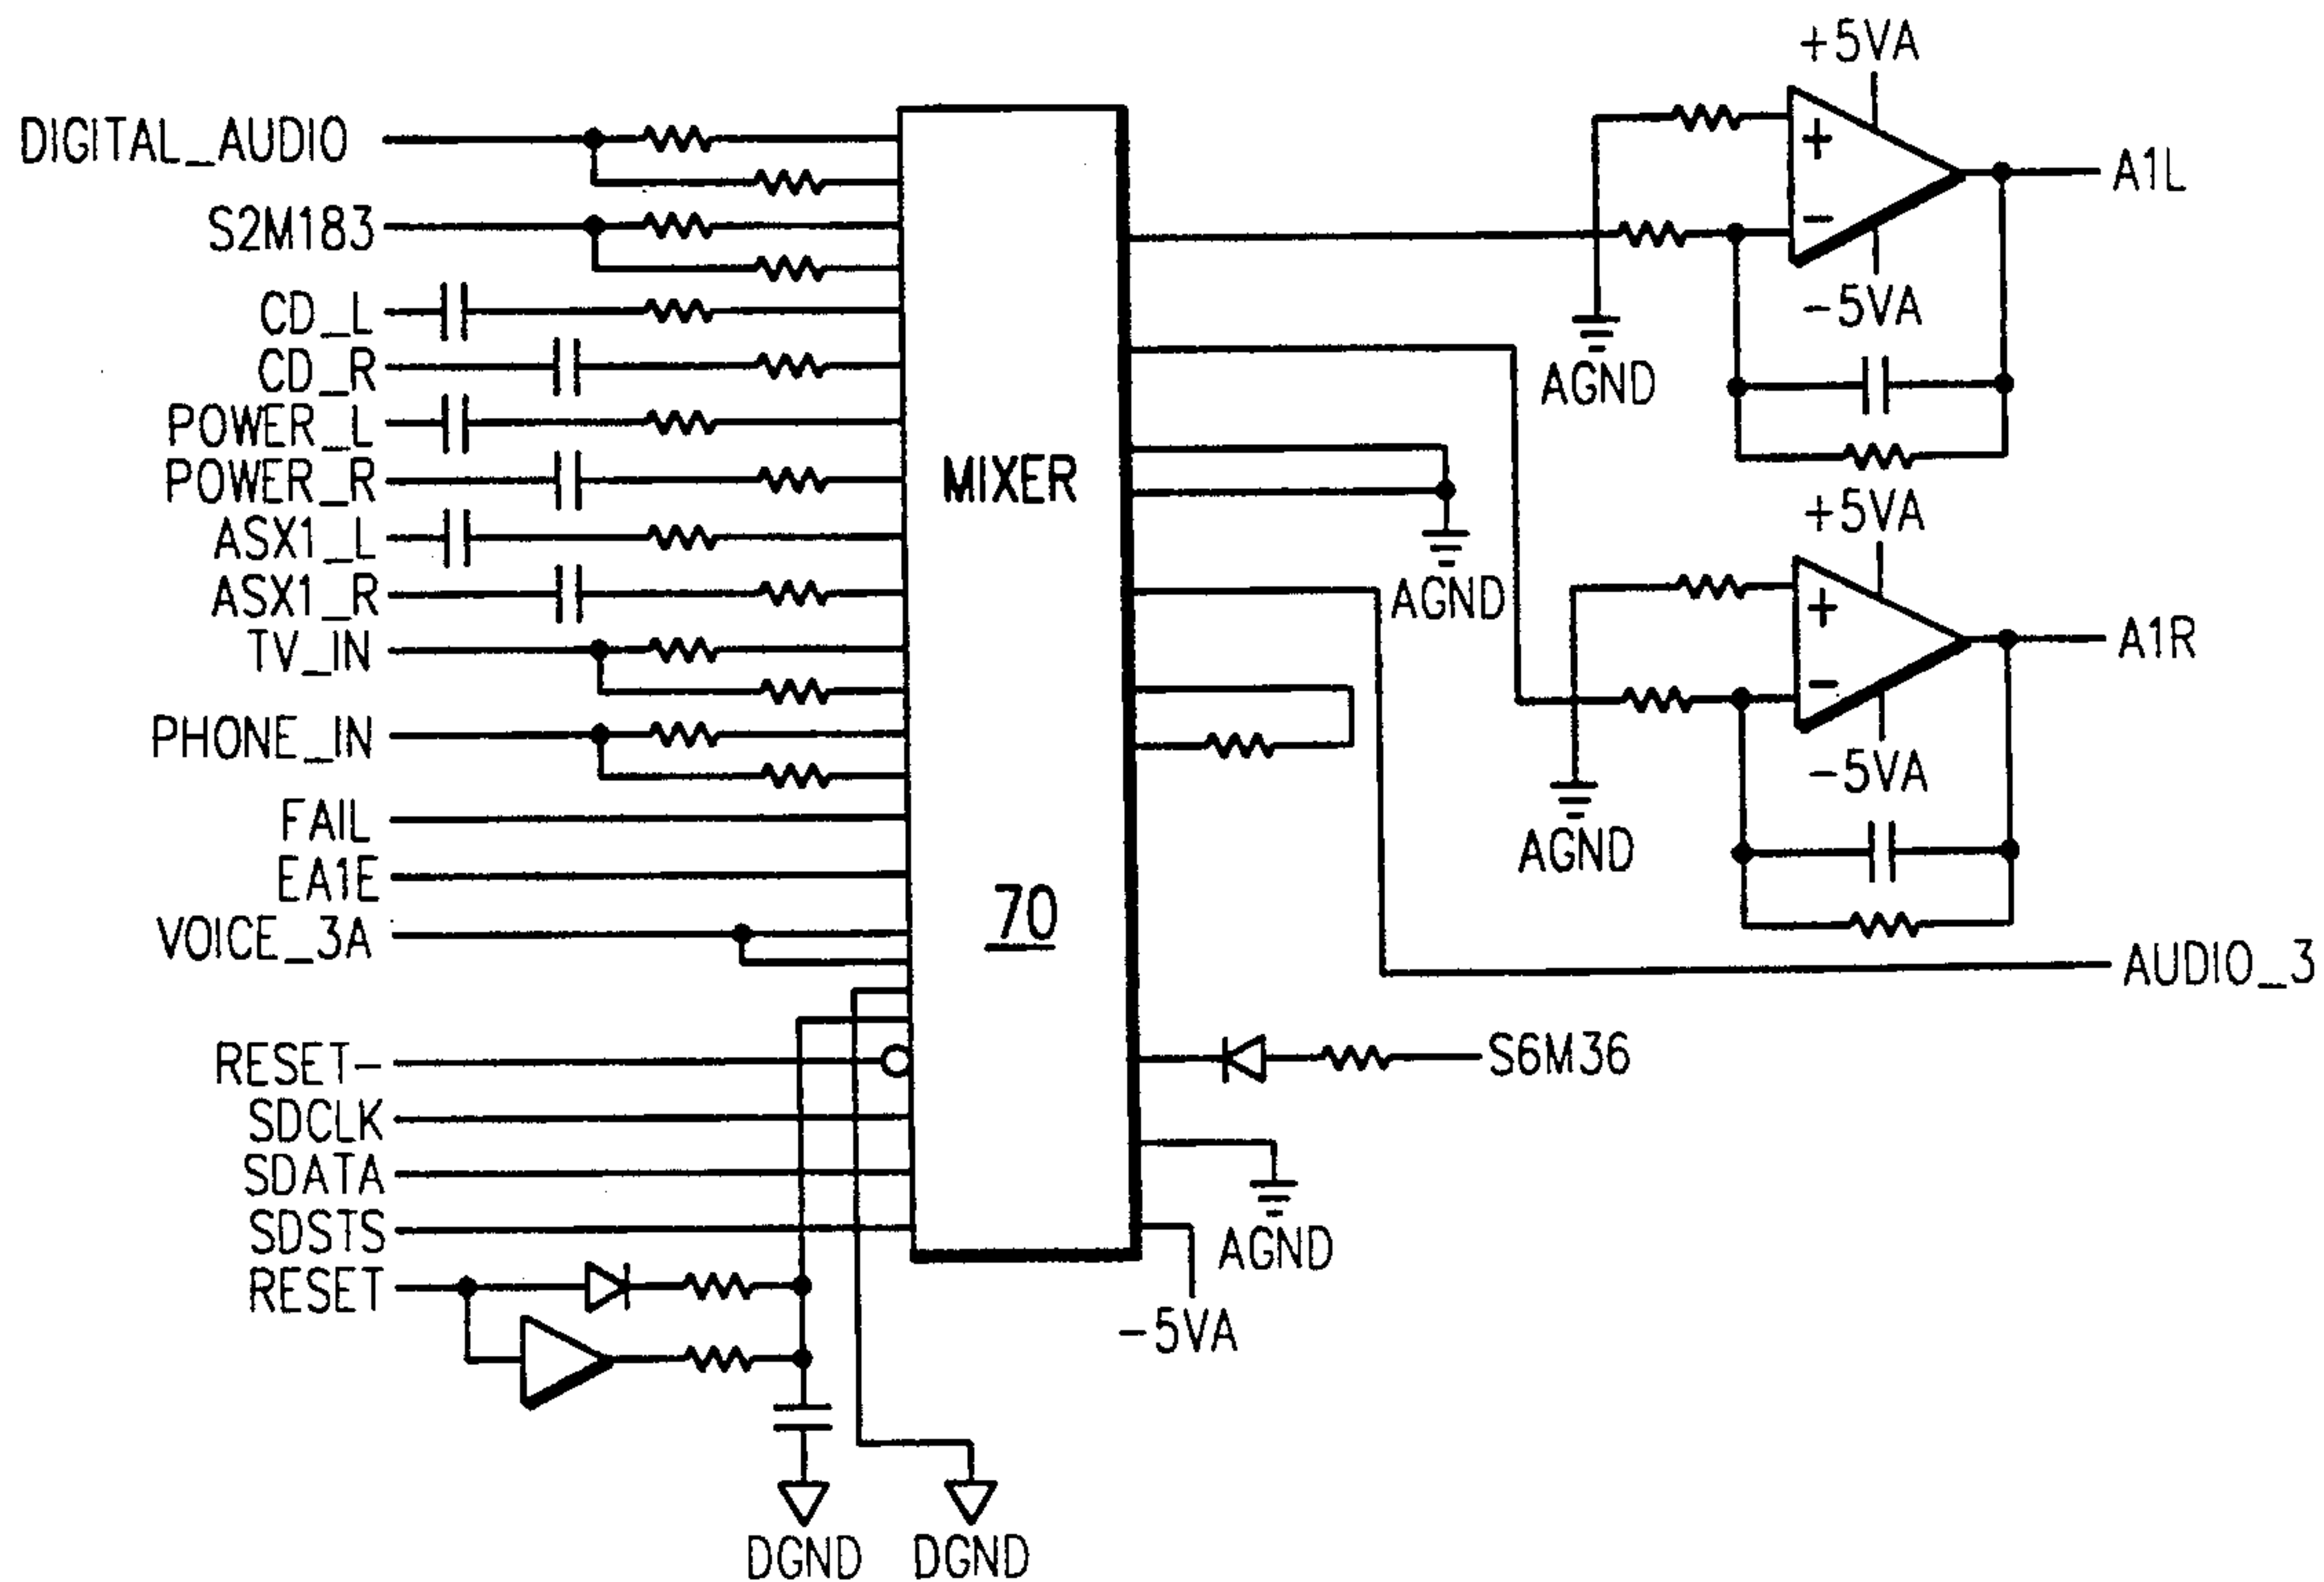 DIGITAL_AUDIO
S2M183
CD_L
CD_R
POWER_L
POWER_R
ASX1_L
ASX1_R
TV_IN
PHONE_IN
FAIL
EA1E
VOICE_3A
RESET-
SDCLK
SDATA
SDSTS
RESET
DGND
DGND
MIXER
70
+5VA
+
-
-5VA
A1L
AGND
AGND
+5VA
+
-
-5VA
A1R
AGND
AUDIO_3
S6M36
AGND
-5VA